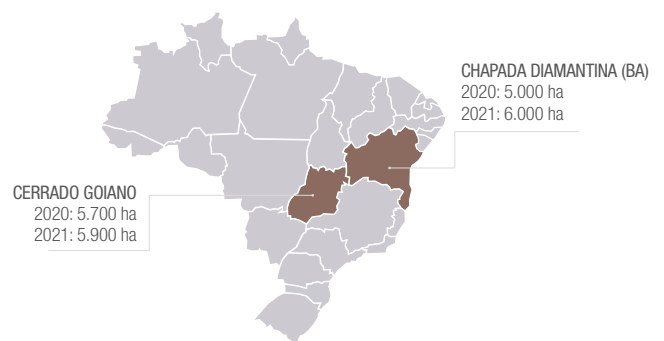 CHAPADA DIAMANTINA (BA)
2020: 5.000 ha
2021: 6.000 ha
CERRADO GOIANO
2020: 5.700 ha
2021: 5.900 ha